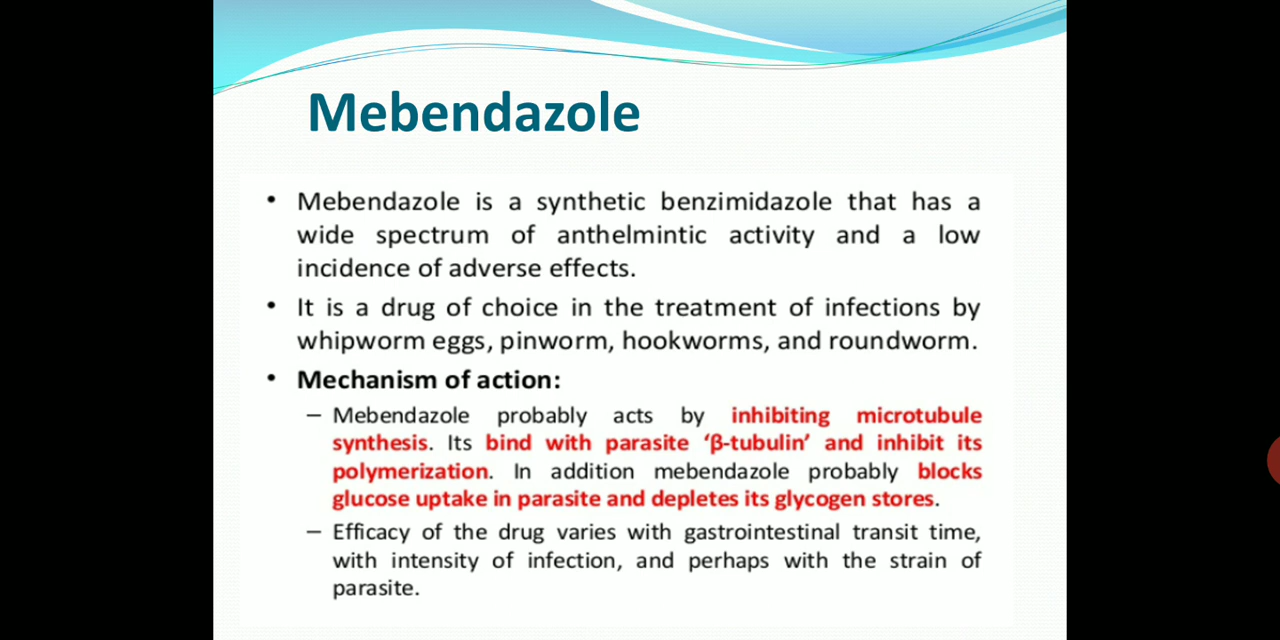 Mebendazole
• Mebendazole is a synthetic benzimidazole that has a
wide spectrum of anthelmintic activity and a low
incidence of adverse effects.
• It is a drug of choice in the treatment of infections by
whipworm eggs, pinworm, hookworms, and roundworm.
• Mechanism of action:
– Mebendazole probably acts by inhibiting microtubule
synthesis. Its bind with parasite ‘β-tubulin’ and inhibit its
polymerization. In addition mebendazole probably blocks
glucose uptake in parasite and depletes its glycogen stores.
– Efficacy of the drug varies with gastrointestinal transit time,
with intensity of infection, and perhaps with the strain of
parasite.